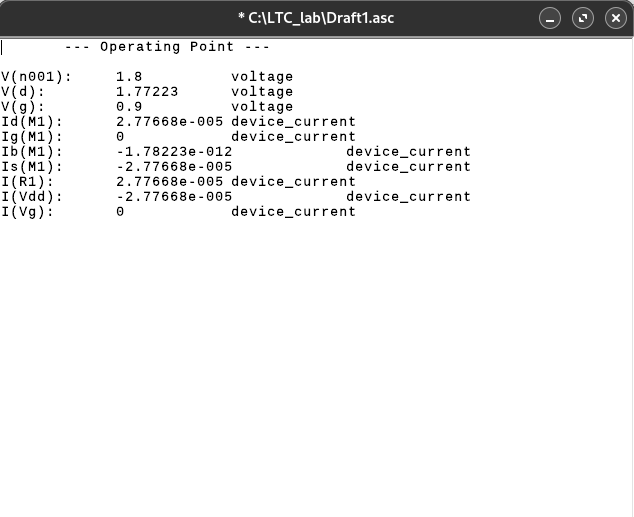 * C:\LTC_lab\Draft1.asc
--- Operating Point ---
V(n001): 1.8 voltage
V(d): 1.77223 voltage
V(g): 0.9 voltage
Id(M1): 2.77668e-005 device_current
Ig(M1): 0 device_current
Ib(M1): -1.78223e-012 device_current
Is(M1): -2.77668e-005 device_current
I(R1): 2.77668e-005 device_current
I(Vdd): -2.77668e-005 device_current
I(Vg): 0 device_current